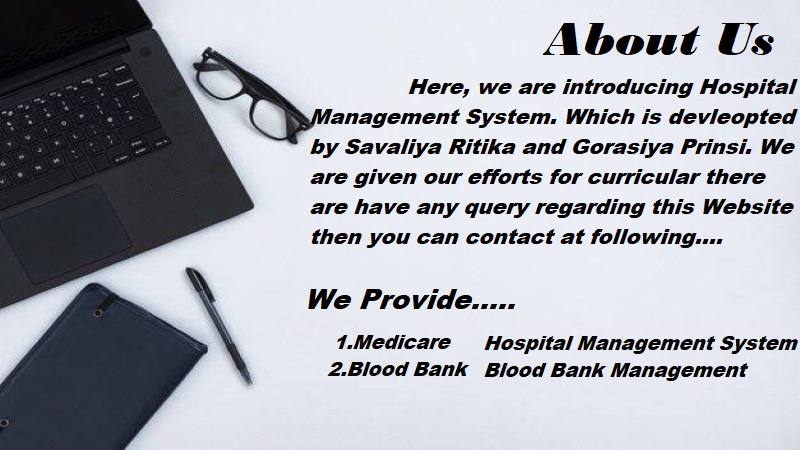 About Us
Here, we are introducing Hospital
Management System. Which is devleopted
by Savaliya Ritika and Gorasiya Prinsi. We
are given our efforts for curricular there
are have any query regarding this Website
then you can contact at following....
We Provide.....
1.Medicare Hospital Management System
2.Blood Bank Blood Bank Management